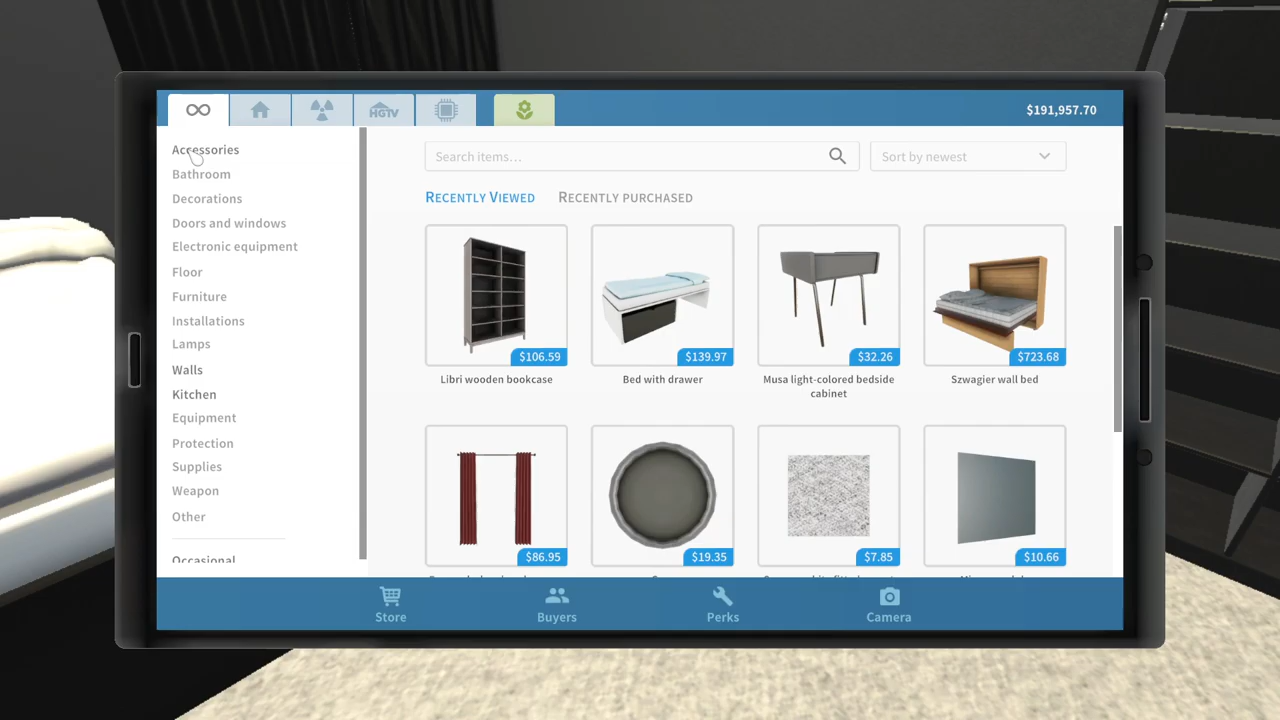 HGTV
$191,957.70
Accessories
Bathroom
Decorations
Doors and windows
Electronic equipment
Floor
Furniture
Installations
Lamps
Walls
Kitchen
Equipment
Protection
Supplies
Weapon
Other
Occasional
Search items...
Sort by newest
RECENTLY VIEWED
RECENTLY PURCHASED
$106.59
$139.97
$32.26
$723.68
Libri wooden bookcase
Bed with drawer
Musa light-colored bedside
cabinet
Szwagier wall bed
$86.95
$19.35
$7.85
$10.66
Store
Buyers
Perks
Camera